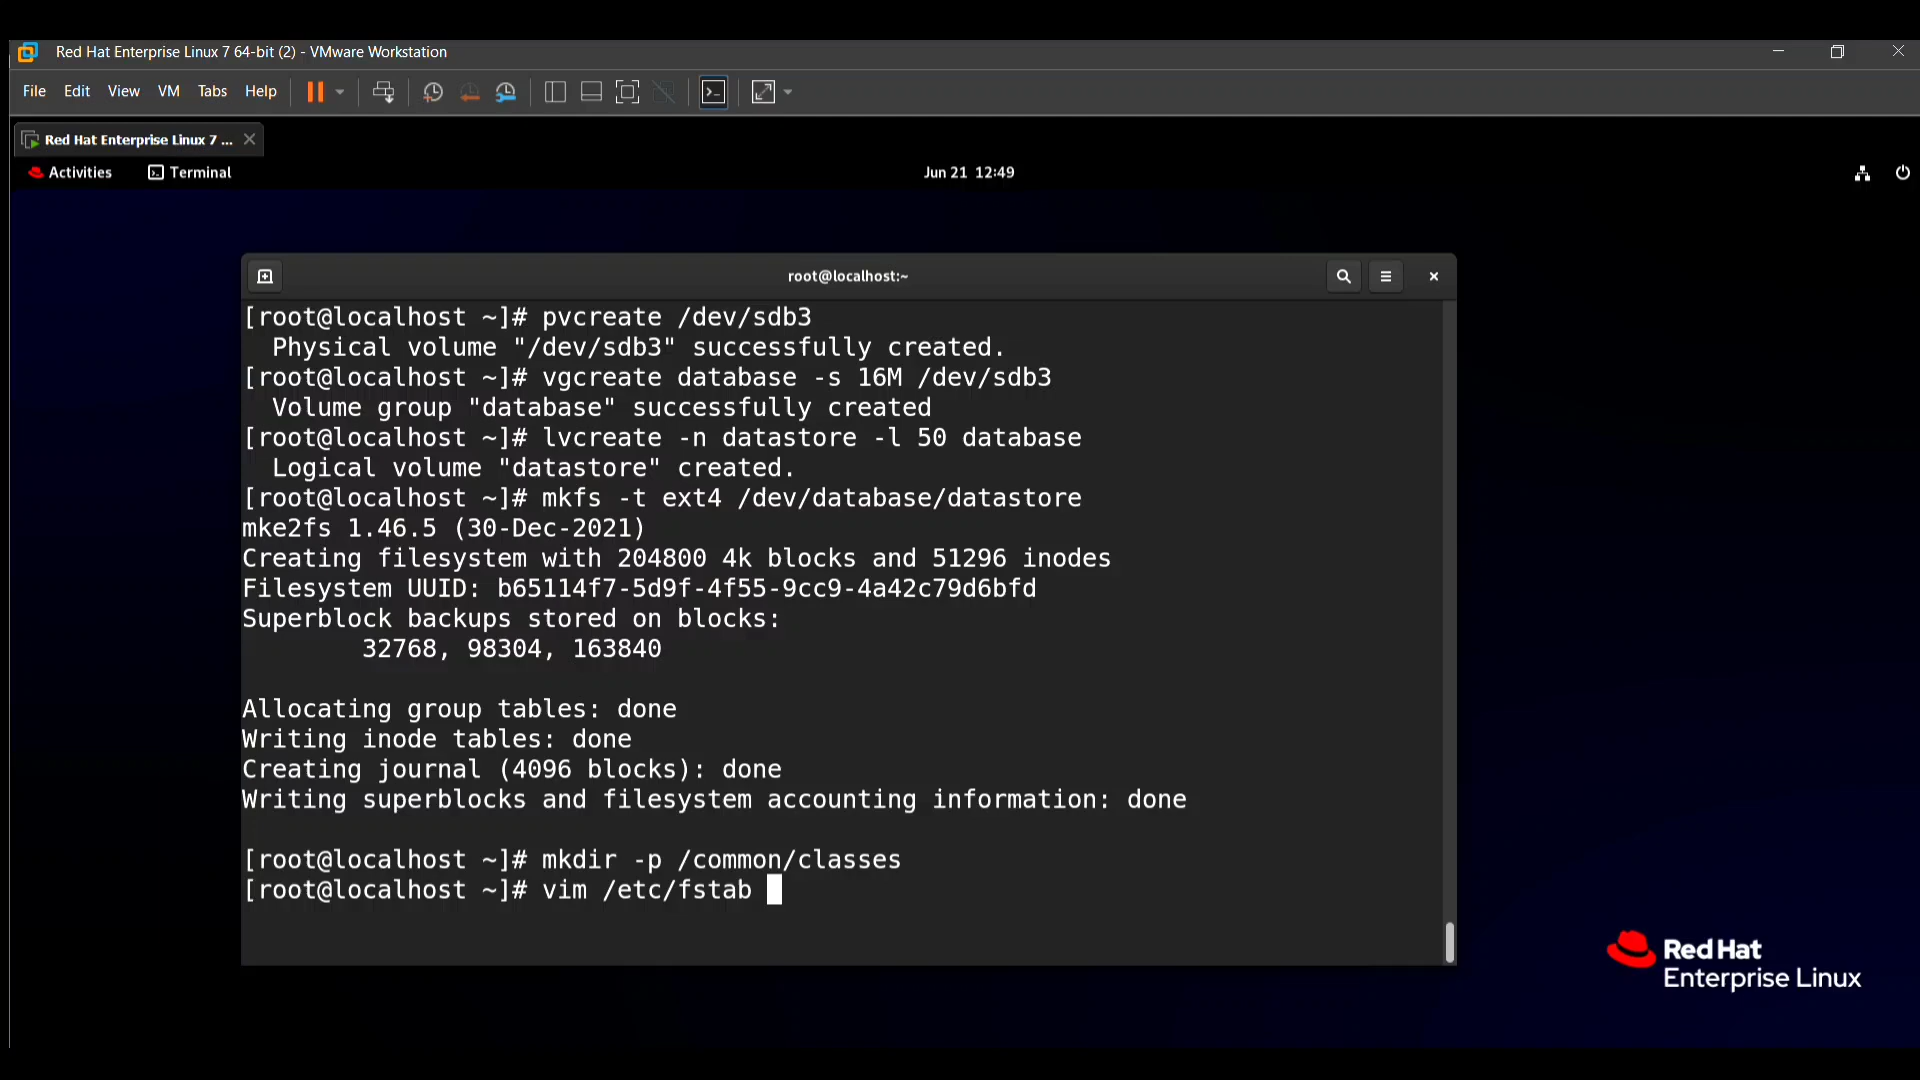 Red Hat Enterprise Linux 7 64-bit (2) - VMware Workstation
File Edit View VM Tabs Help
Red Hat Enterprise Linux 7 ...
Activities Terminal Jun 21 12:49
root@localhost:~
[root@localhost ~]# pvcreate /dev/sdb3
  Physical volume "/dev/sdb3" successfully created.
[root@localhost ~]# vgcreate database -s 16M /dev/sdb3
  Volume group "database" successfully created
[root@localhost ~]# lvcreate -n datastore -l 50 database
  Logical volume "datastore" created.
[root@localhost ~]# mkfs -t ext4 /dev/database/datastore
mke2fs 1.46.5 (30-Dec-2021)
Creating filesystem with 204800 4k blocks and 51296 inodes
Filesystem UUID: b65114f7-5d9f-4f55-9cc9-4a42c79d6bfd
Superblock backups stored on blocks:
        32768, 98304, 163840
Allocating group tables: done
Writing inode tables: done
Creating journal (4096 blocks): done
Writing superblocks and filesystem accounting information: done
[root@localhost ~]# mkdir -p /common/classes
[root@localhost ~]# vim /etc/fstab
Red Hat
Enterprise Linux